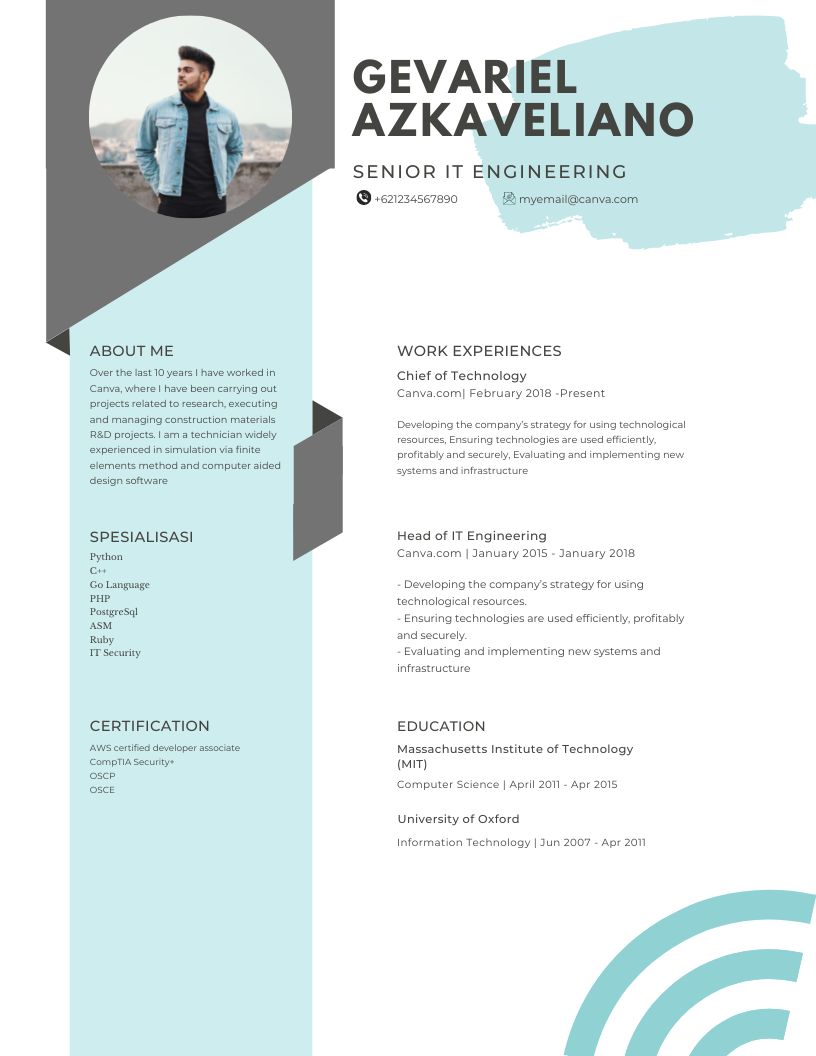 GEVARIEL
AZKAVELIANO
SENIOR IT ENGINEERING
+621234567890
myemail@canva.com
ABOUT ME
Over the last 10 years I have worked in
Canva, where I have been carrying out
projects related to research, executing
and managing construction materials
R&D projects. I am a technician widely
experienced in simulation via finite
elements method and computer aided
design software
SPESIALISASI
Python
C++
Go Language
PHP
PostgreSql
ASM
Ruby
IT Security
CERTIFICATION
AWS certified developer associate
CompTIA Security+
OSCP
OSCE
WORK EXPERIENCES
Chief of Technology
Canva.com| February 2018 -Present
Developing the company's strategy for using technological
resources, Ensuring technologies are used efficiently,
profitably and securely, Evaluating and implementing new
systems and infrastructure
Head of IT Engineering
Canva.com | January 2015 - January 2018
- Developing the company's strategy for using
technological resources.
- Ensuring technologies are used efficiently, profitably
and securely.
- Evaluating and implementing new systems and
infrastructure
EDUCATION
Massachusetts Institute of Technology
(MIT)
Computer Science | April 2011 - Apr 2015
University of Oxford
Information Technology | Jun 2007 - Apr 2011